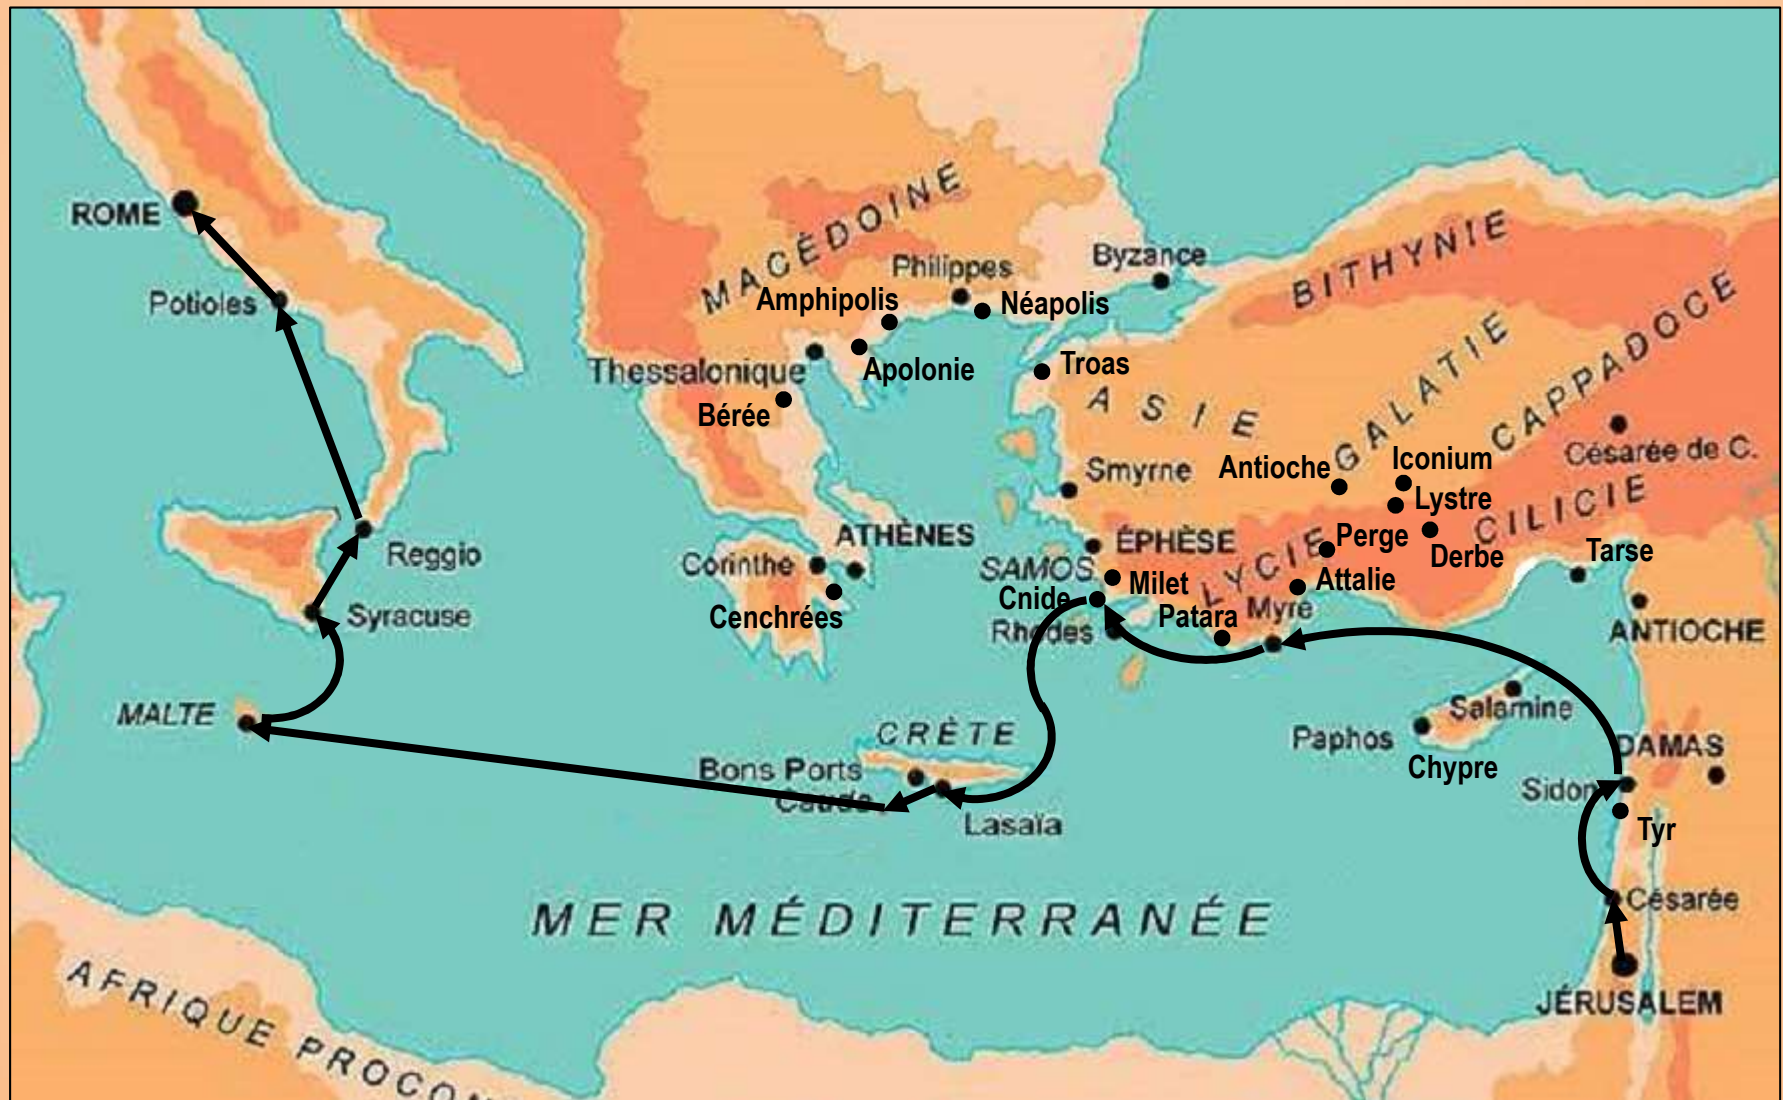 MACÉDOINE
ROME
BITHYNIE
Byzance
Philippes
Potioles
Amphipolis
Néapolis
CAPPADOCE
GALATIE
Thessalonique
Apolonie
Troas
ASIE
Bérée
Césarée de C.
Smyrne
Antioche
Iconium
Lystre
CILICIE
ATHÈNES
ÉPHÈSE
Perge
Derbe
Reggio
Corinthe
SAMOS
LYCIE
Tarse
Milet
Attalie
Cnide
Syracuse
Cenchrées
Patara
Myre
Rhodes
ANTIOCHE
MALTE
CRÈTE
Salamine
Paphos
DAMAS
Bons Ports
Chypre
Cauda
Sidon
Lasaïa
Tyr
Césarée
MER MÉDITERRANÉE
JÉRUSALEM
AFRIQUE PROCON